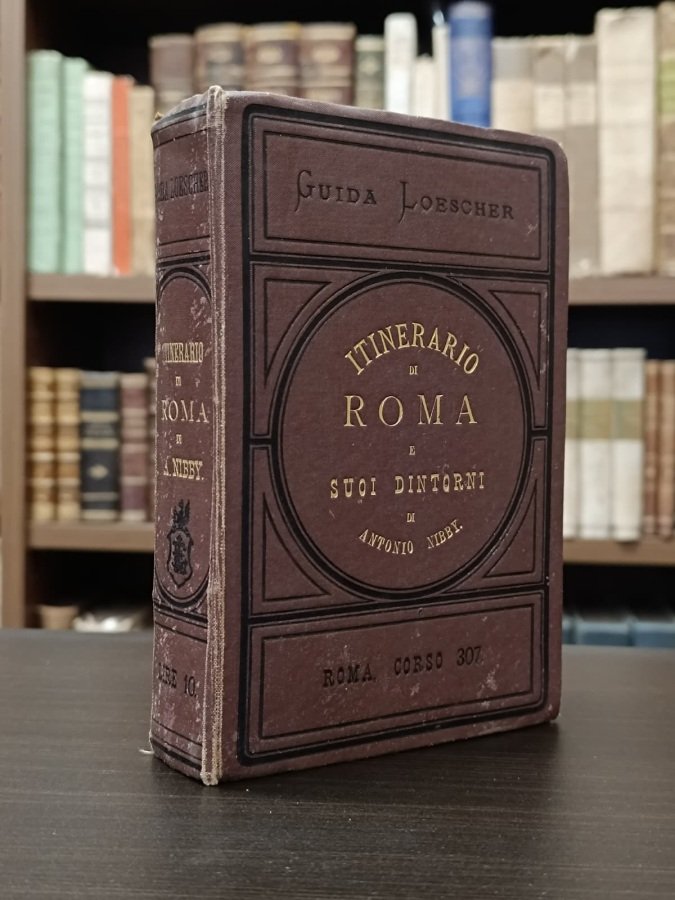 GUIDA LOESCHER
ITINERARIO
DI
ROMA
E
SUOI DINTORNI
DI
ANTONIO NIBBY.
ROMA, CORSO 307.
LOESCHER
ITINERARIO
DI
ROMA
DI
A. NIBBY.
LIRE 10.